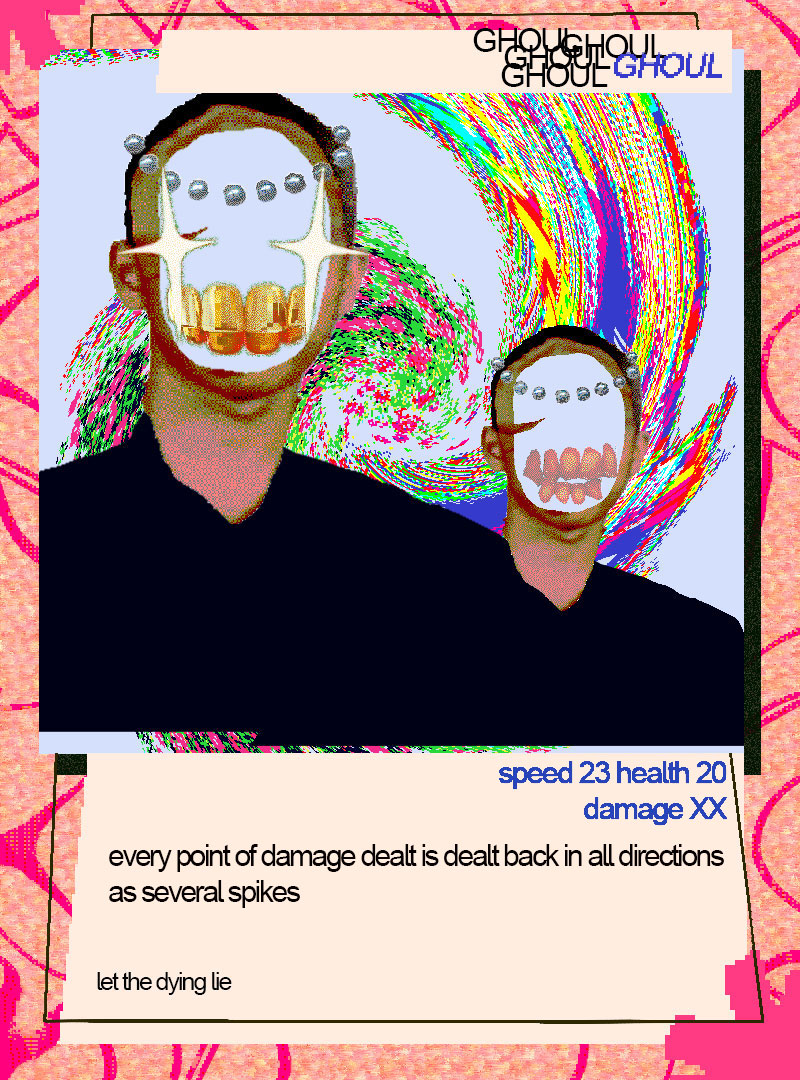 GHOUL GHOUL
GHOUL GHOUL
GHOUL
speed 23 health 20
damage XX
every point of damage dealt is dealt back in all directions
as several spikes
let the dying lie